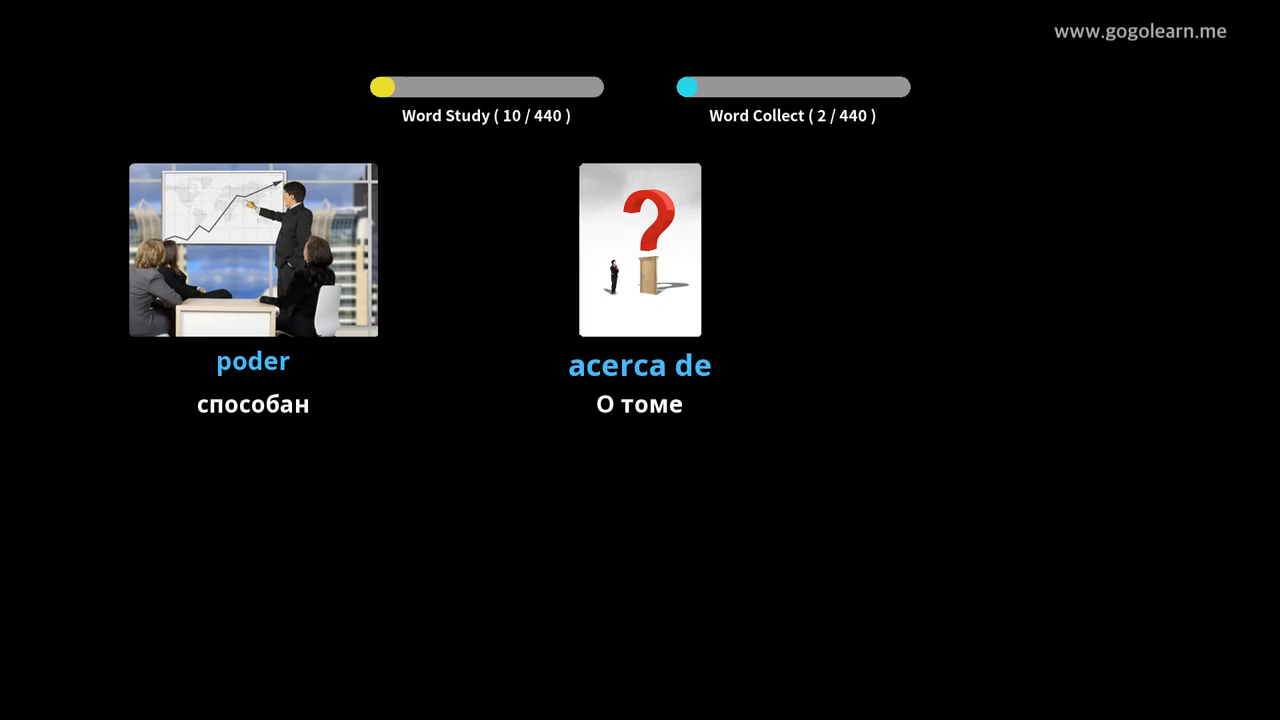 www.gogolearn.me
Word Study ( 10 / 440 )
Word Collect ( 2 / 440 )
poder
acerca de
способан
О томе